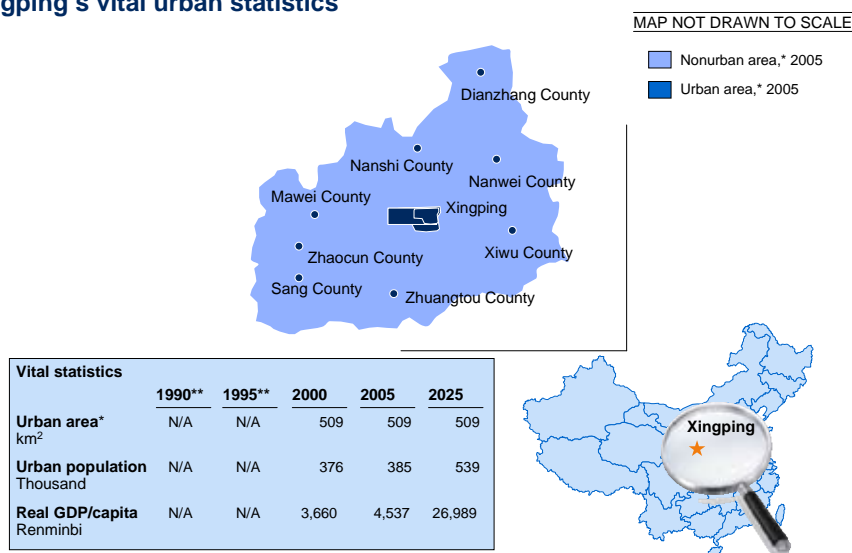 gping's vital urban statistics
MAP NOT DRAWN TO SCALE
Nonurban area,* 2005
Urban area,* 2005
Dianzhang County
Nanshi County
Nanwei County
Mawei County
Xingping
Zhaocun County
Xiwu County
Sang County
Zhuangtou County
Vital statistics
1990** 1995** 2000 2005 2025
Urban area* N/A N/A 509 509 509
km²
Urban population N/A N/A 376 385 539
Thousand
Real GDP/capita N/A N/A 3,660 4,537 26,989
Renminbi
Xingping